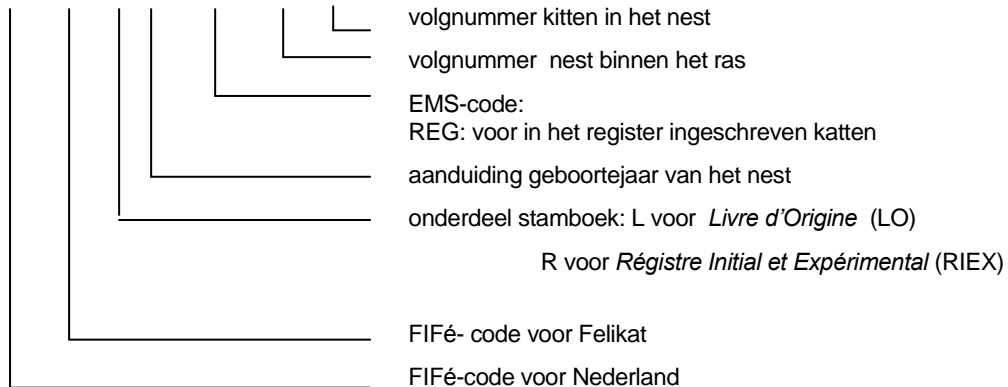 volgnummer kitten in het nest
volgnummer nest binnen het ras
EMS-code:
REG: voor in het register ingeschreven katten
aanduiding geboortejaar van het nest
onderdeel stamboek: L voor Livre d'Origine (LO)
R voor Régistre Initial et Expérimental (RIEX)
FIFé- code voor Felikat
FIFé-code voor Nederland